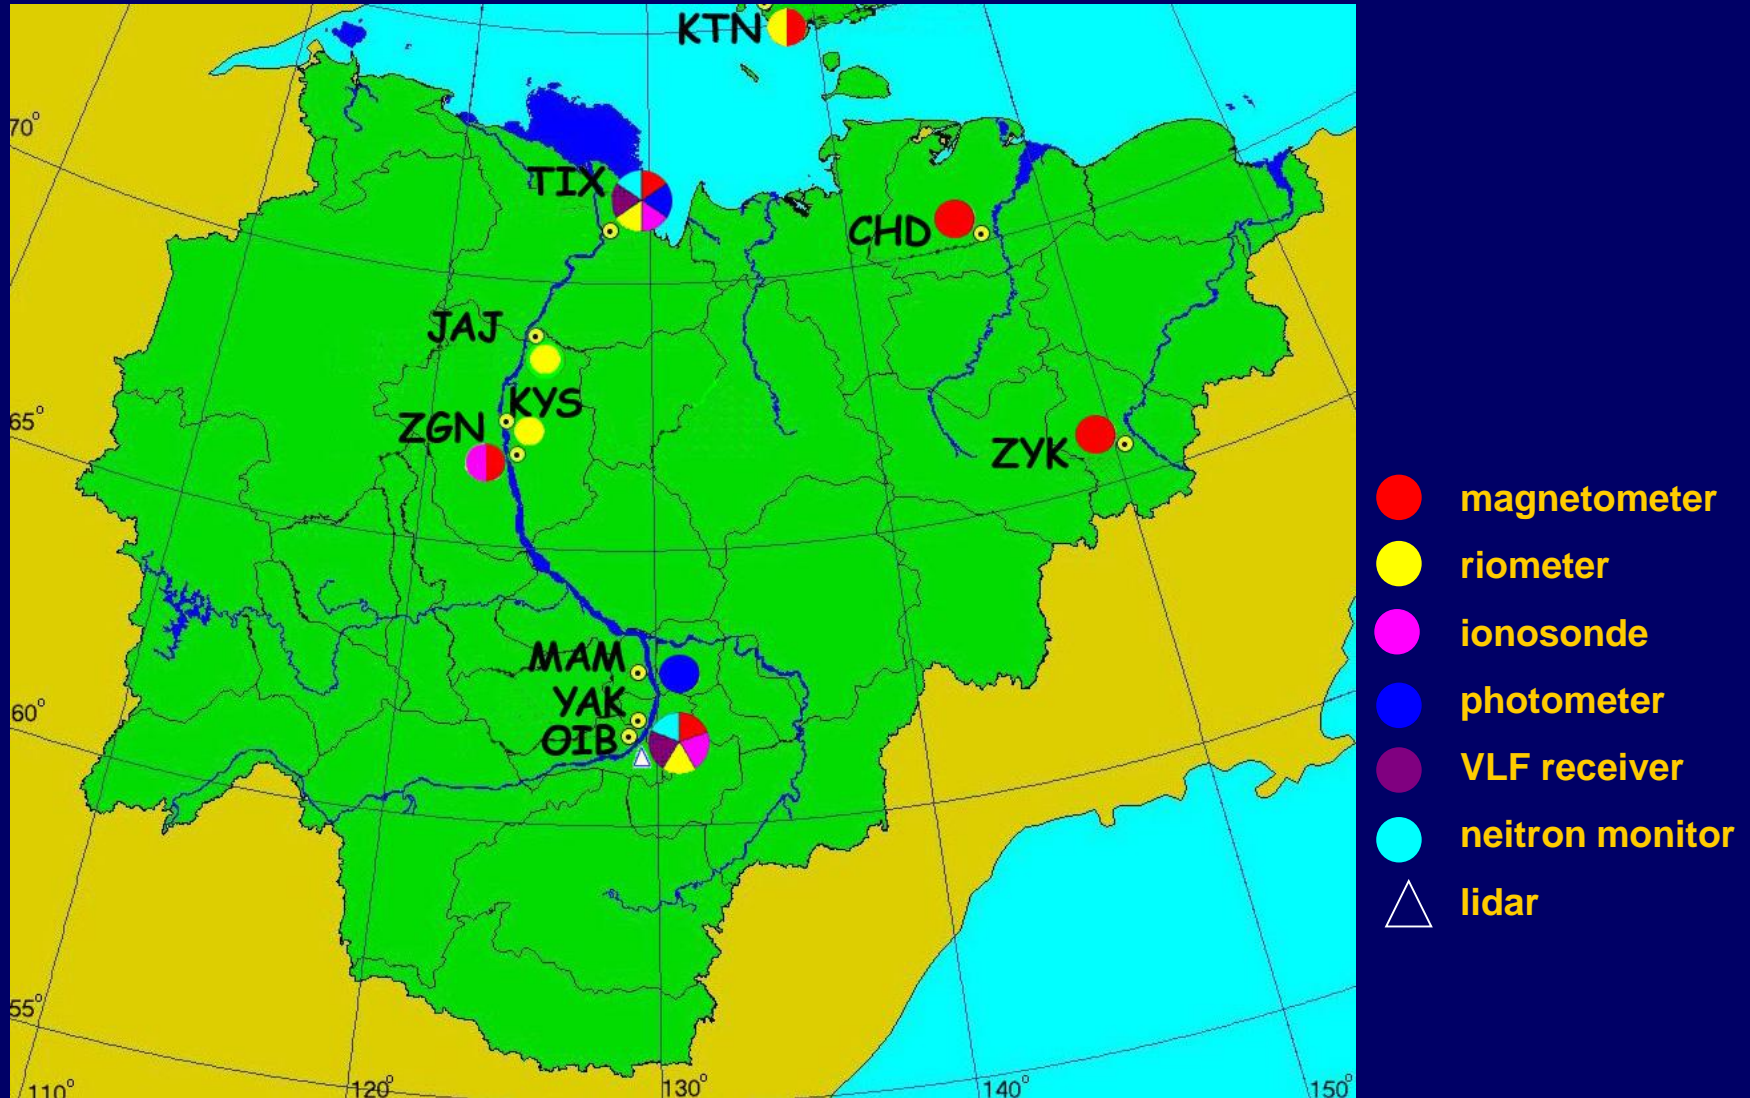 KTN
70°
TIX
CHD
JAJ
KYS
ZGN
65°
ZYK
magnetometer
riometer
ionosonde
MAM
photometer
YAK
60°
OIB
VLF receiver
neitron monitor
lidar
55°
110°
120°
130°
140°
150°